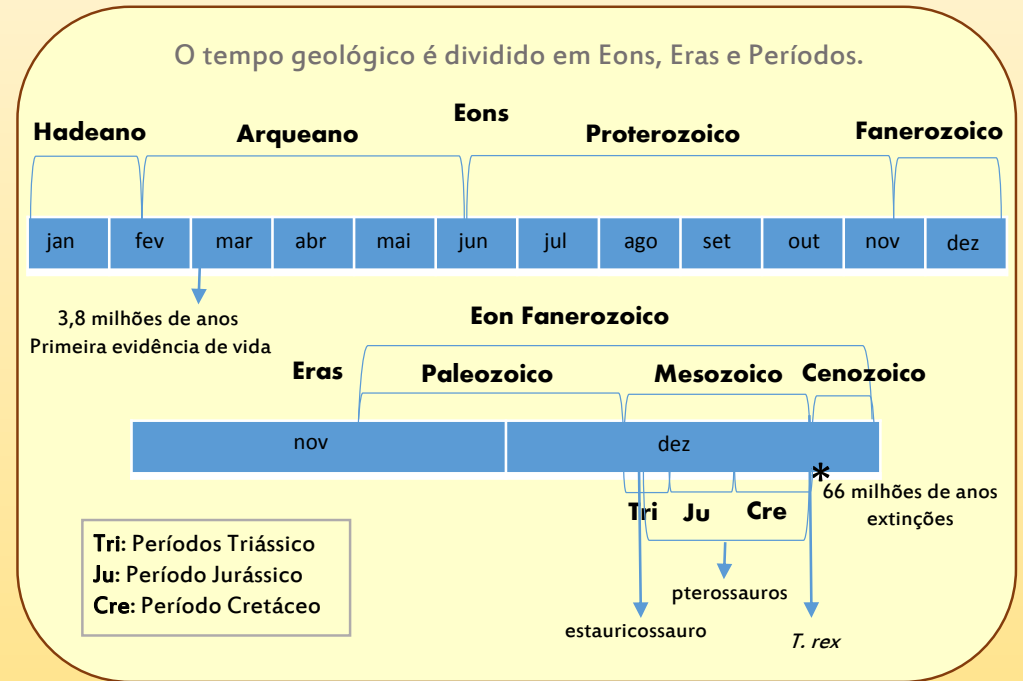 O tempo geológico é dividido em Eons, Eras e Períodos.
Eons
Hadeano Arqueano Proterozoico Fanerozoico
jan fev mar abr mai jun jul ago set out nov dez
3,8 milhões de anos
Primeira evidência de vida
Eon Fanerozoico
Eras Paleozoico Mesozoico Cenozoico
nov dez
*
66 milhões de anos
extinções
Tri Ju Cre
Tri: Períodos Triássico
Ju: Período Jurássico
Cre: Período Cretáceo
pterossauros
estauricossauro
T. rex